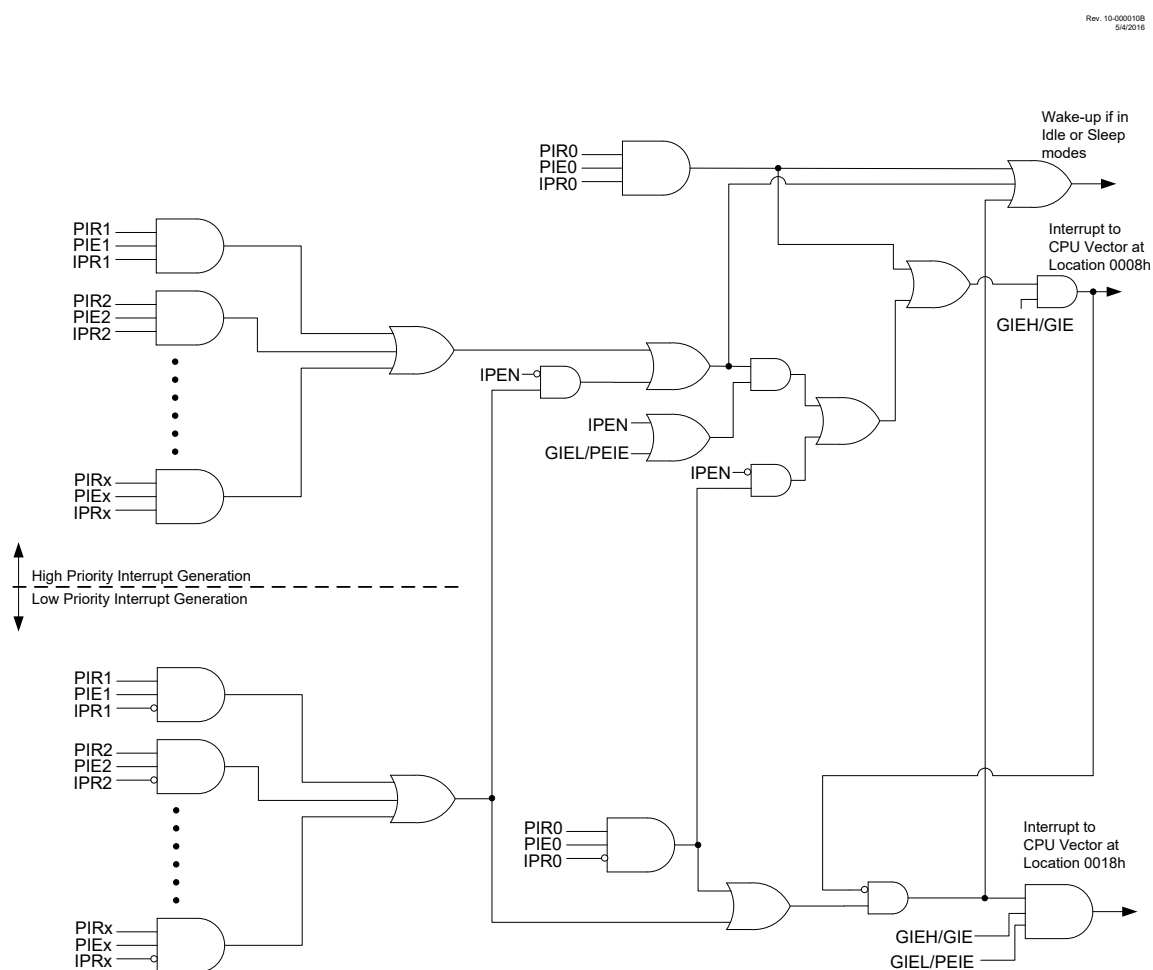 Rev. 10-000010B
5/4/2016
Wake-up if in
Idle or Sleep
modes
PIR0
PIE0
IPR0
PIR1
PIE1
IPR1
Interrupt to
CPU Vector at
Location 0008h
PIR2
PIE2
IPR2
GIEH/GIE
IPEN
IPEN
GIEL/PEIE
IPEN
PIRx
PIEx
IPRx
High Priority Interrupt Generation
Low Priority Interrupt Generation
PIR1
PIE1
IPR1
PIR2
PIE2
IPR2
PIR0
PIE0
IPR0
Interrupt to
CPU Vector at
Location 0018h
PIRx
PIEx
IPRx
GIEH/GIE
GIEL/PEIE